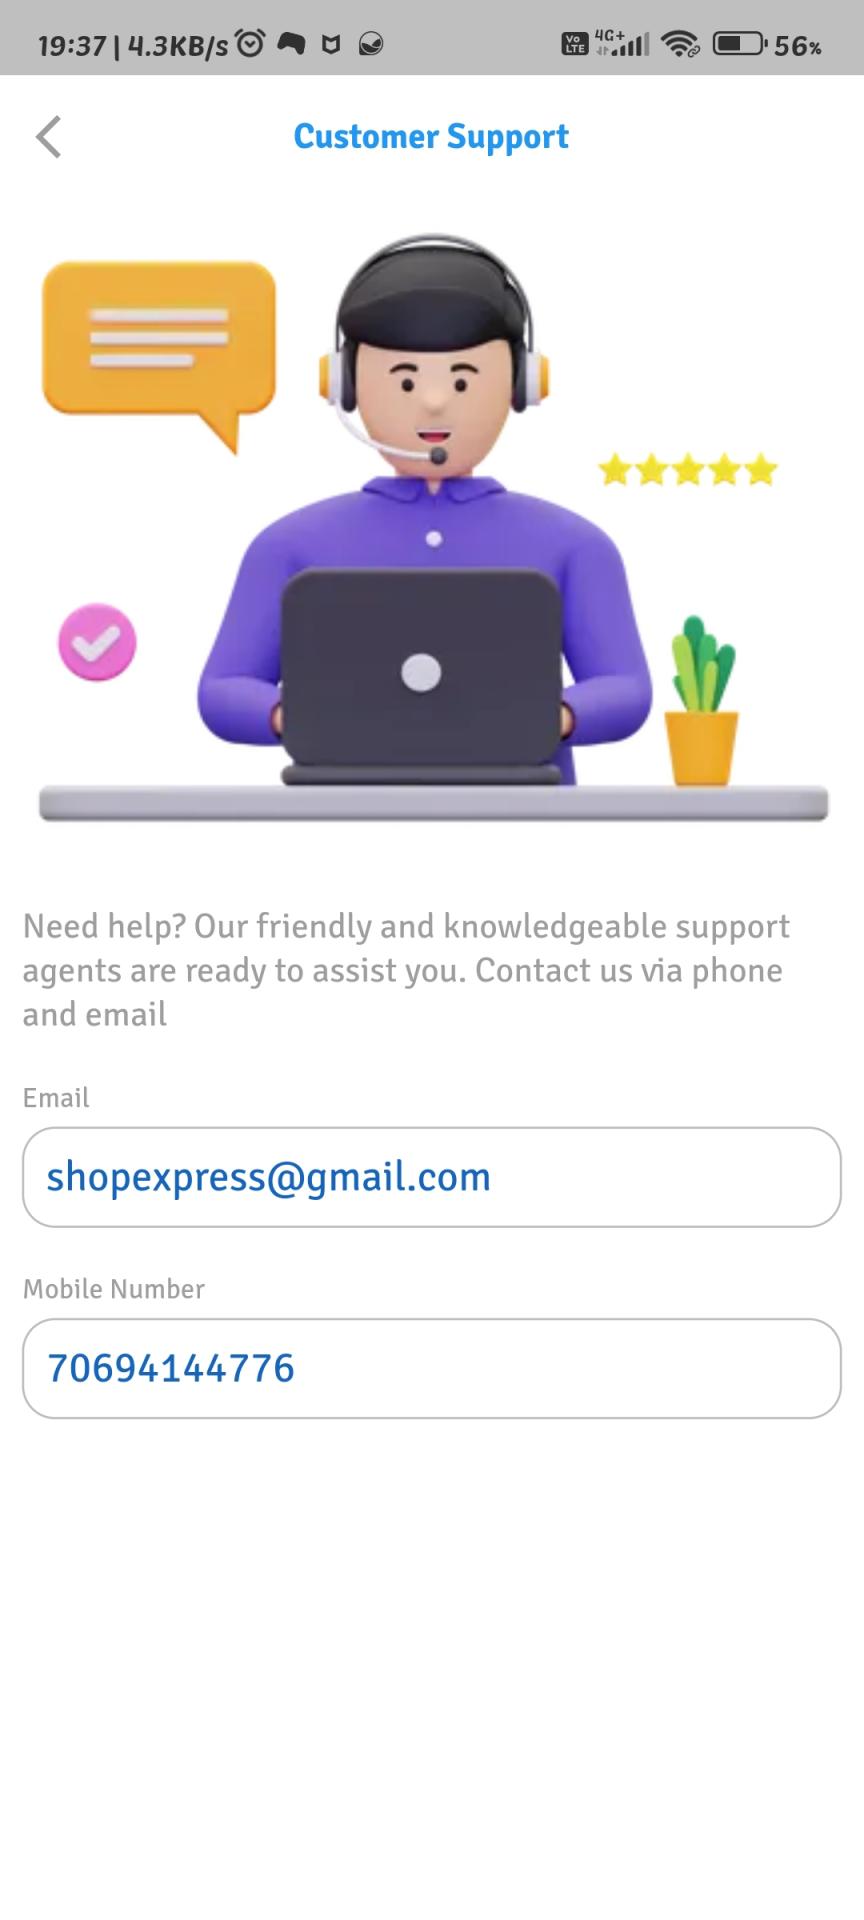 19:37 | 4.3KB/s
Vo LTE 4G+ 56%
Customer Support
Need help? Our friendly and knowledgeable support
agents are ready to assist you. Contact us via phone
and email
Email
shopexpress@gmail.com
Mobile Number
70694144776